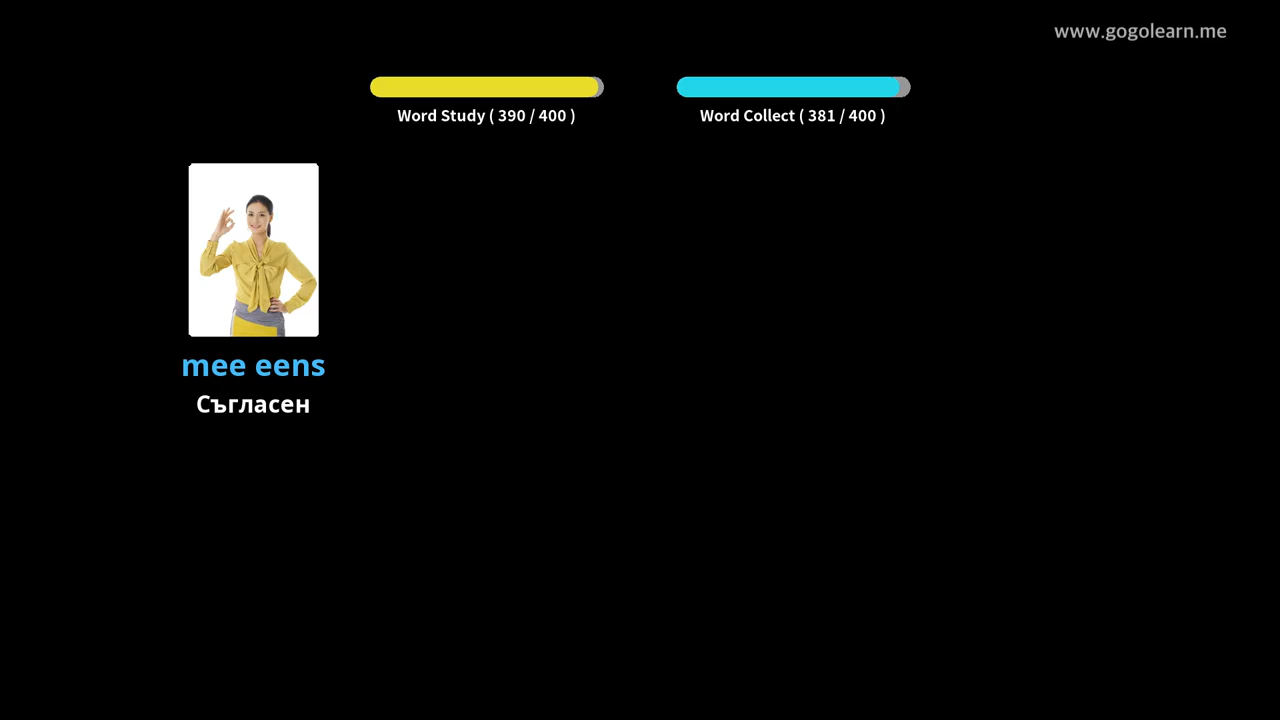 www.gogolearn.me
Word Study ( 390 / 400 )
Word Collect ( 381 / 400 )
mee eens
Съгласен